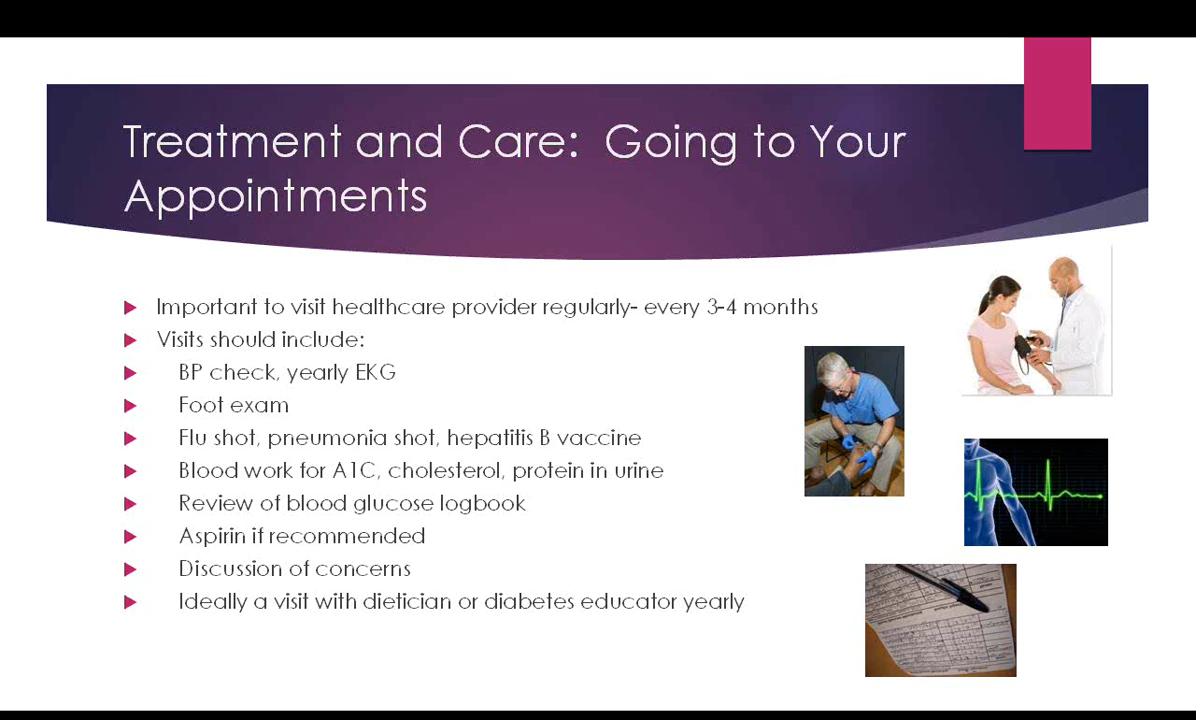 Treatment and Care:  Going to Your
Appointments
Important to visit healthcare provider regularly- every 3-4 months
Visits should include:
BP check, yearly EKG
Foot exam
Flu shot, pneumonia shot, hepatitis B vaccine
Blood work for A1C, cholesterol, protein in urine
Review of blood glucose logbook
Aspirin if recommended
Discussion of concerns
Ideally a visit with dietician or diabetes educator yearly